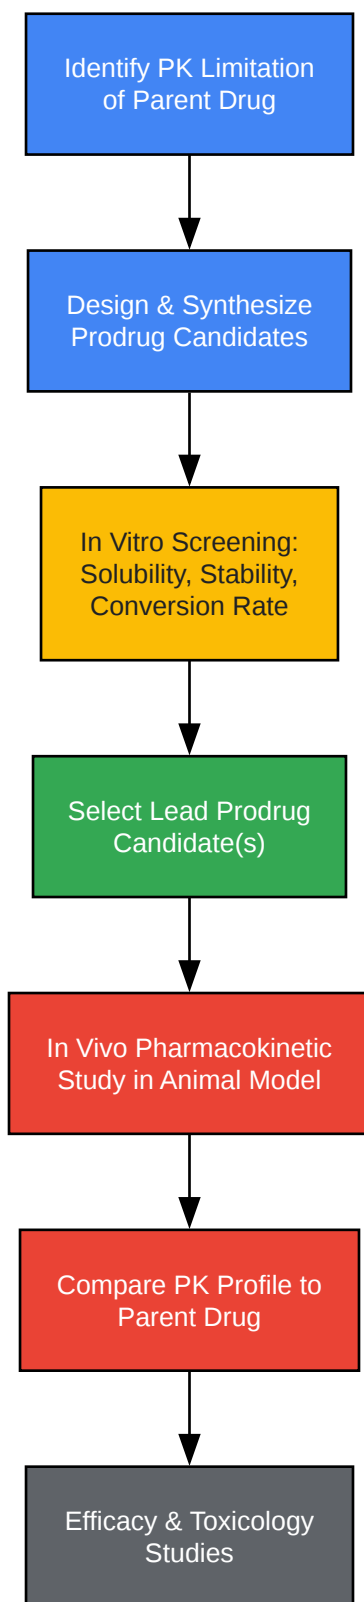 Identify PK Limitation
of Parent Drug
Design & Synthesize
Prodrug Candidates
In Vitro Screening:
Solubility, Stability,
Conversion Rate
Select Lead Prodrug
Candidate(s)
In Vivo Pharmacokinetic
Study in Animal Model
Compare PK Profile to
Parent Drug
Efficacy & Toxicology
Studies